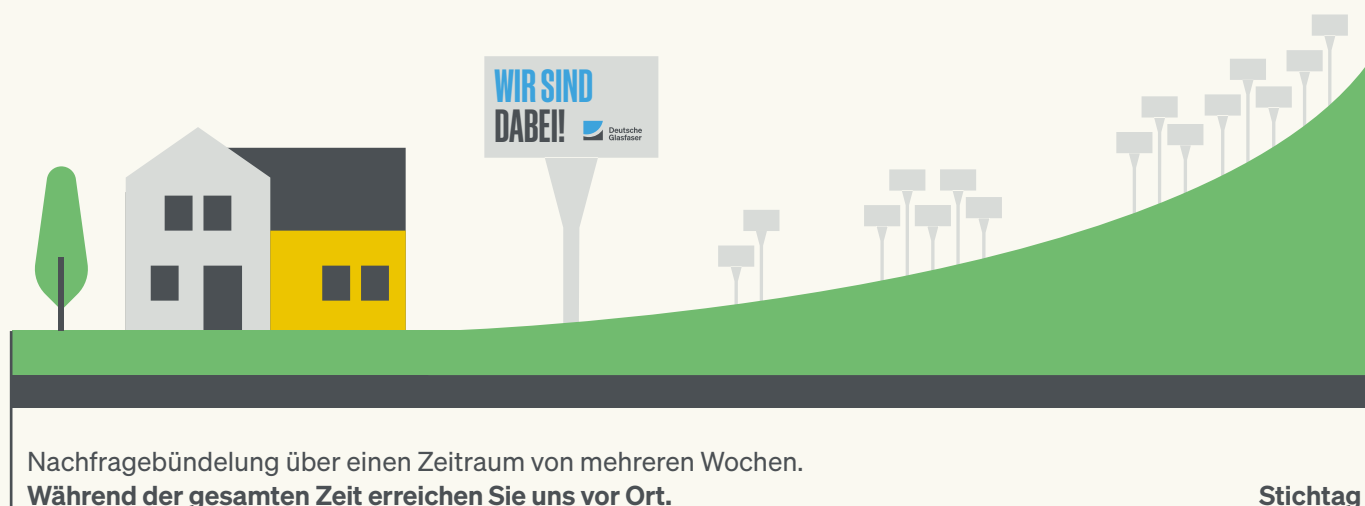 WIR SIND
DABEI!
Deutsche
Glasfaser
Nachfragebündelung über einen Zeitraum von mehreren Wochen.
Während der gesamten Zeit erreichen Sie uns vor Ort.
Stichtag